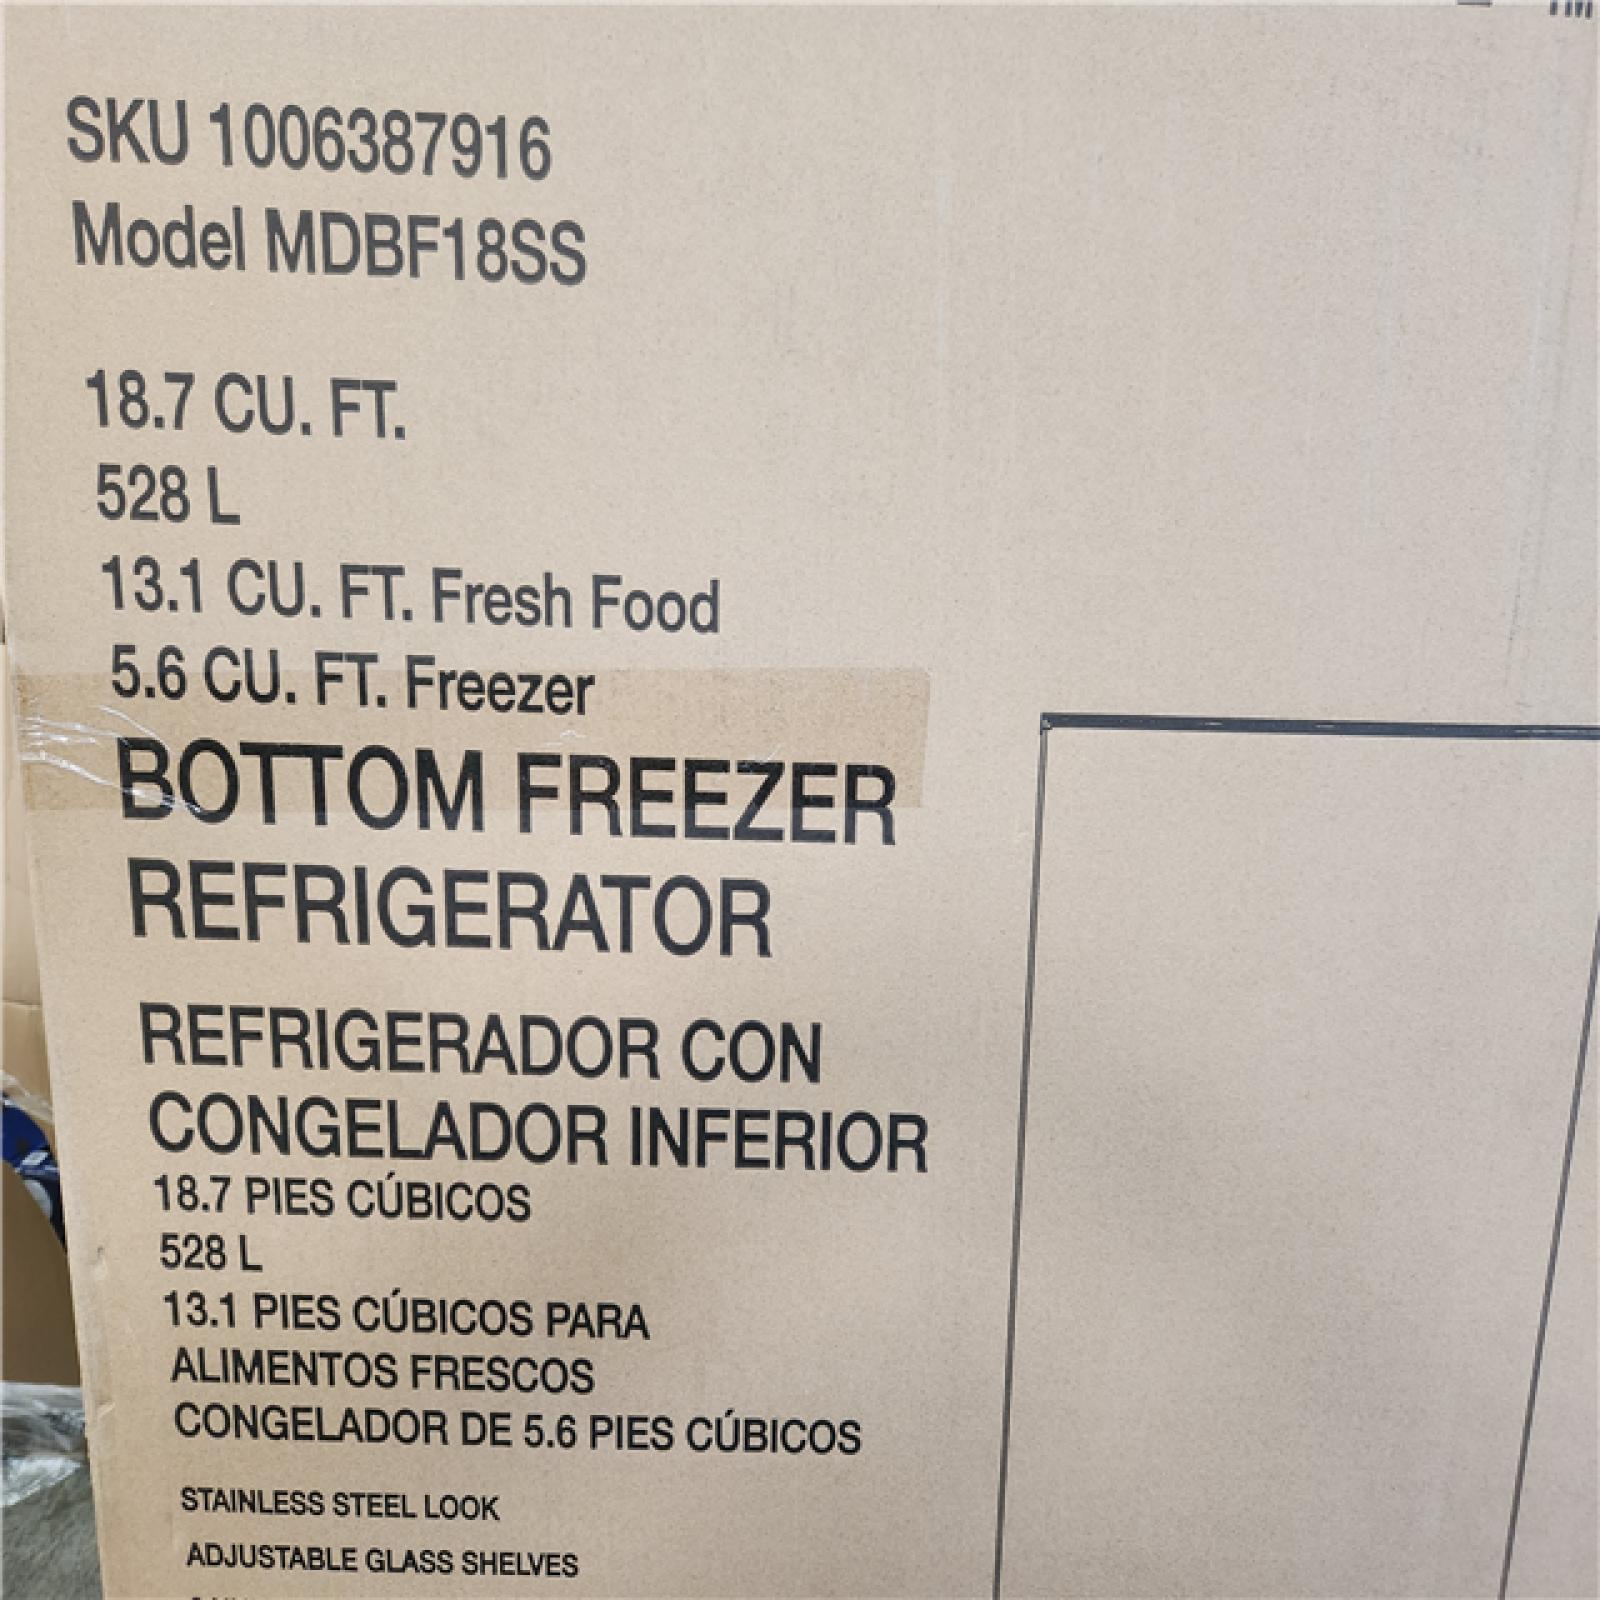 SKU 1006387916
Model MDBF18SS
18.7 CU. FT.
528 L
13.1 CU. FT. Fresh Food
5.6 CU. FT. Freezer
BOTTOM FREEZER
REFRIGERATOR
REFRIGERADOR CON
CONGELADOR INFERIOR
18.7 PIES CÚBICOS
528 L
13.1 PIES CÚBICOS PARA
ALIMENTOS FRESCOS
CONGELADOR DE 5.6 PIES CÚBICOS
STAINLESS STEEL LOOK
ADJUSTABLE GLASS SHELVES